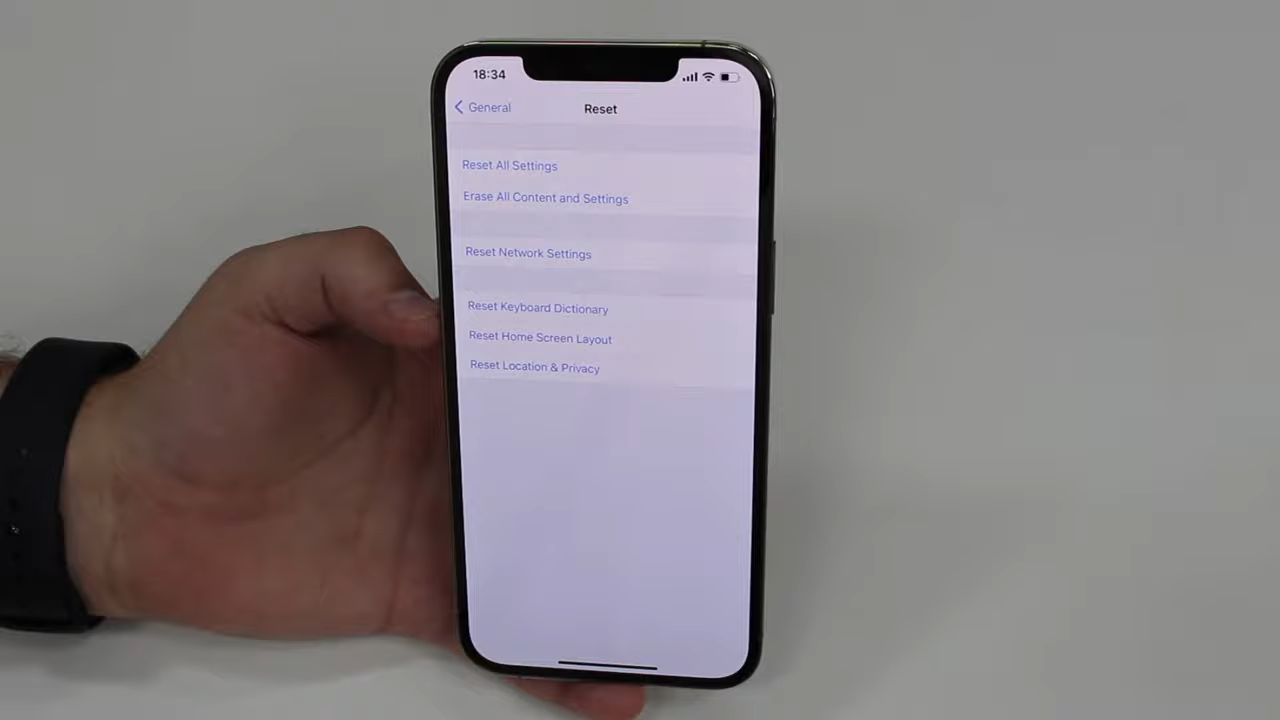 18:34
General
Reset
Reset All Settings
Erase All Content and Settings
Reset Network Settings
Reset Keyboard Dictionary
Reset Home Screen Layout
Reset Location & Privacy